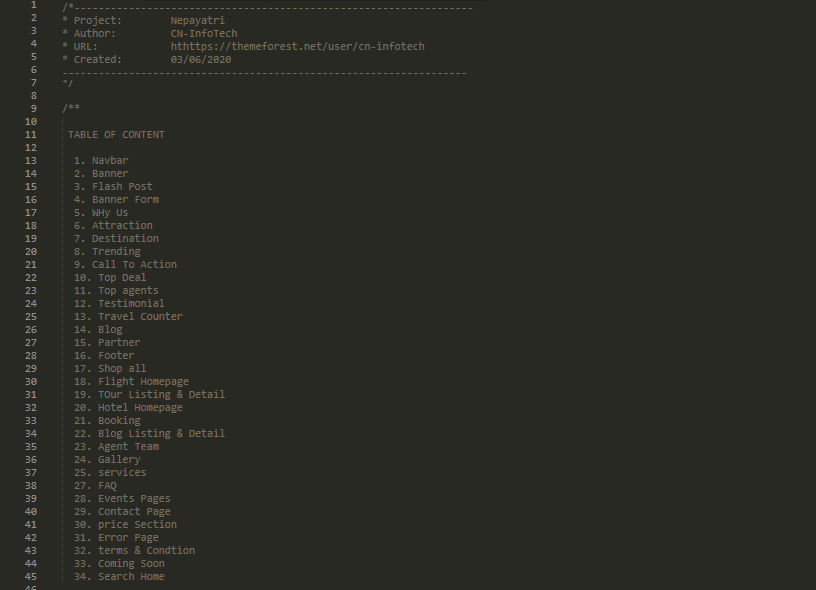 1 /*------------------------------------------------------------------
2 * Project: Nepayatri
3 * Author: CN-InfoTech
4 * URL: hthttps://themeforest.net/user/cn-infotech
5 * Created: 03/06/2020
6 -------------------------------------------------------------------
7 */
8
9 /**
10
11 TABLE OF CONTENT
12
13 1. Navbar
14 2. Banner
15 3. Flash Post
16 4. Banner Form
17 5. WHy Us
18 6. Attraction
19 7. Destination
20 8. Trending
21 9. Call To Action
22 10. Top Deal
23 11. Top agents
24 12. Testimonial
25 13. Travel Counter
26 14. Blog
27 15. Partner
28 16. Footer
29 17. Shop all
30 18. Flight Homepage
31 19. TOur Listing & Detail
32 20. Hotel Homepage
33 21. Booking
34 22. Blog Listing & Detail
35 23. Agent Team
36 24. Gallery
37 25. services
38 27. FAQ
39 28. Events Pages
40 29. Contact Page
41 30. price Section
42 31. Error Page
43 32. terms & Condtion
44 33. Coming Soon
45 34. Search Home
46